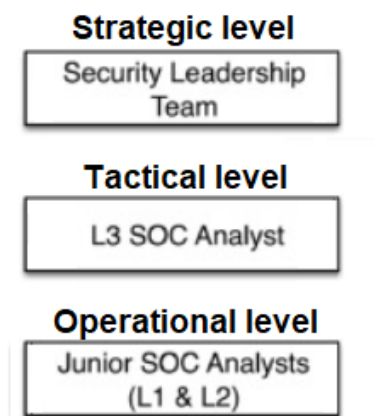 Strategic level
Security Leadership
Team
Tactical level
L3 SOC Analyst
Operational level
Junior SOC Analysts
(L1 & L2)